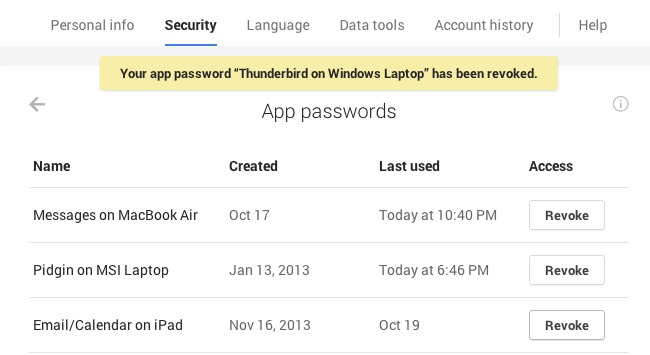 Personal info Security Language Data tools Account history Help
Your app password “Thunderbird on Windows Laptop” has been revoked.
App passwords
Name Created Last used Access
Messages on MacBook Air Oct 17 Today at 10:40 PM Revoke
Pidgin on MSI Laptop Jan 13, 2013 Today at 6:46 PM Revoke
Email/Calendar on iPad Nov 16, 2013 Oct 19 Revoke